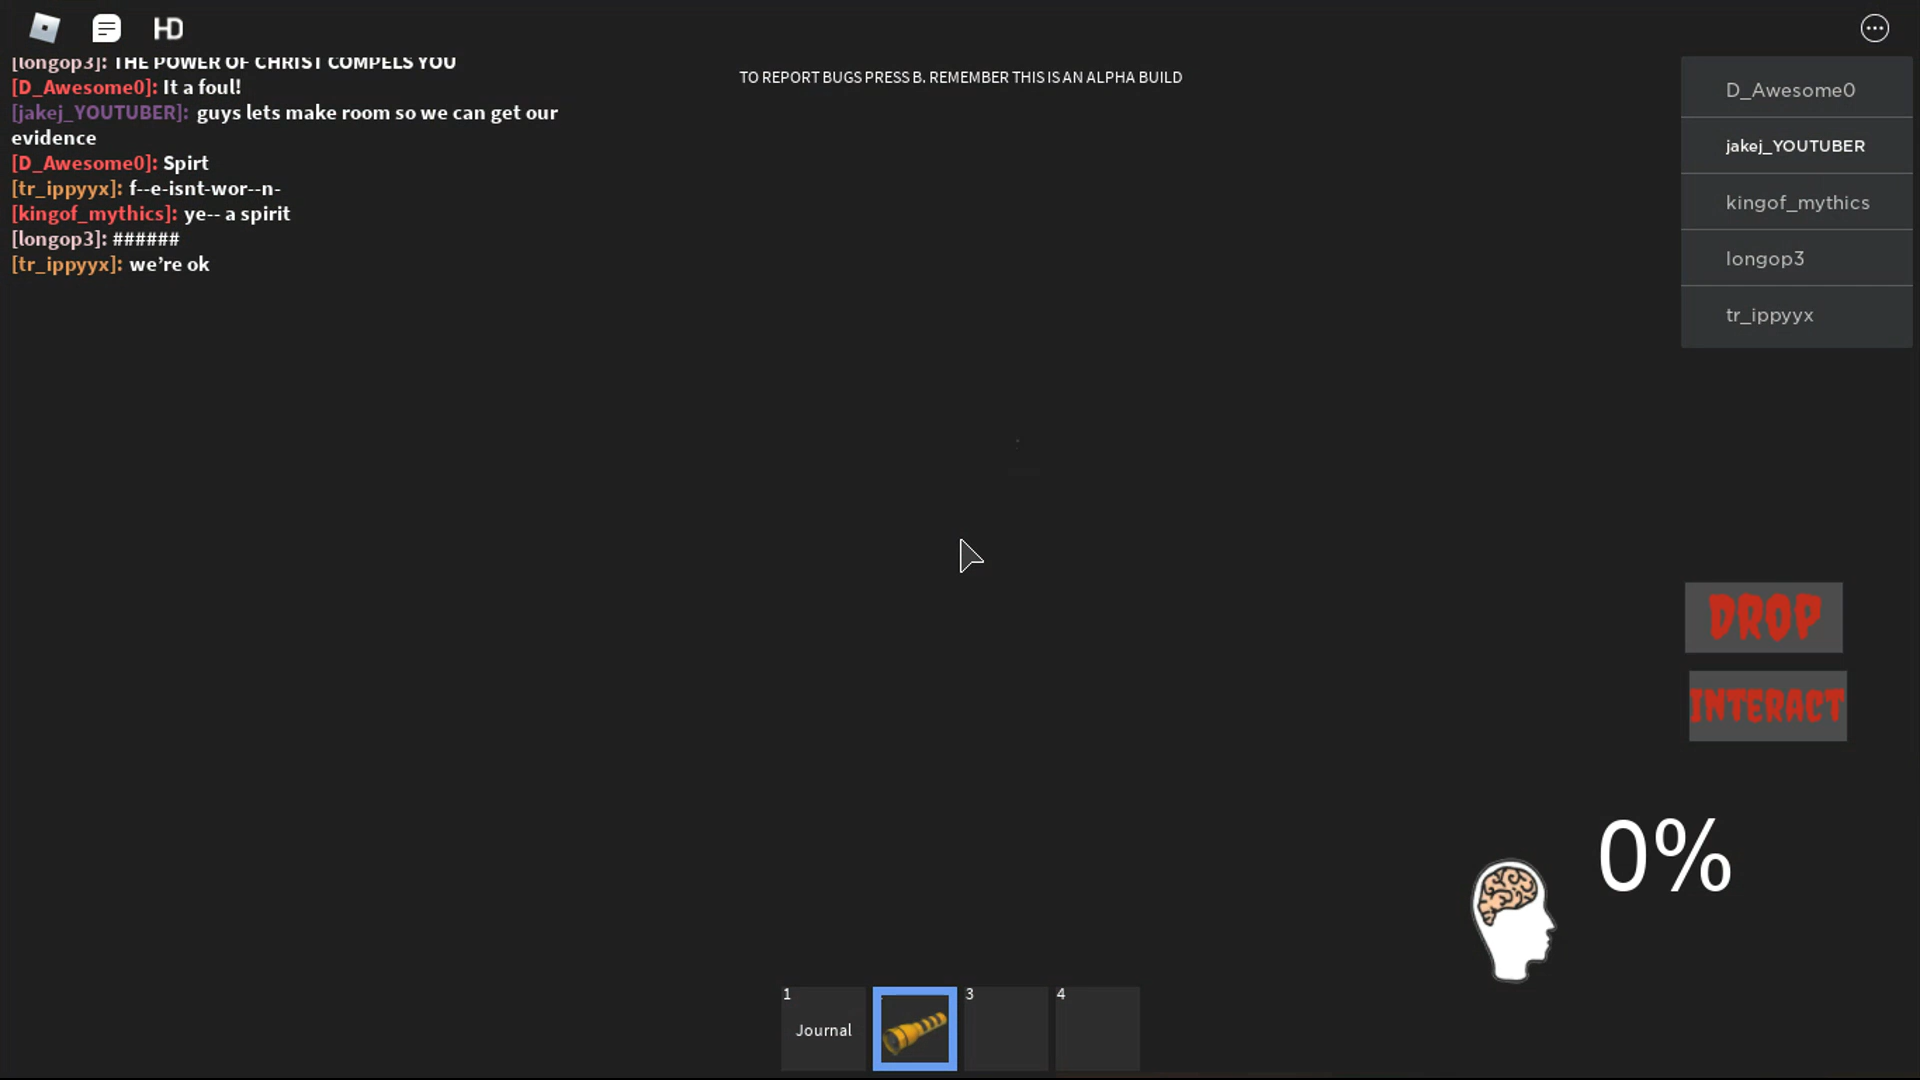 HD
[longop3]: THE POWER OF CHRIST COMPELS YOU
[D_Awesome0]: It a foul!
[jakej_YOUTUBER]: guys lets make room so we can get our
evidence
[D_Awesome0]: Spirt
[tr_ippyyx]: f--e-isnt-wor--n-
[kingof_mythics]: ye-- a spirit
[longop3]: ######
[tr_ippyyx]: we’re ok
TO REPORT BUGS PRESS B. REMEMBER THIS IS AN ALPHA BUILD
D_Awesome0
jakej_YOUTUBER
kingof_mythics
longop3
tr_ippyyx
DROP
INTERACT
0%
1
Journal
3
4